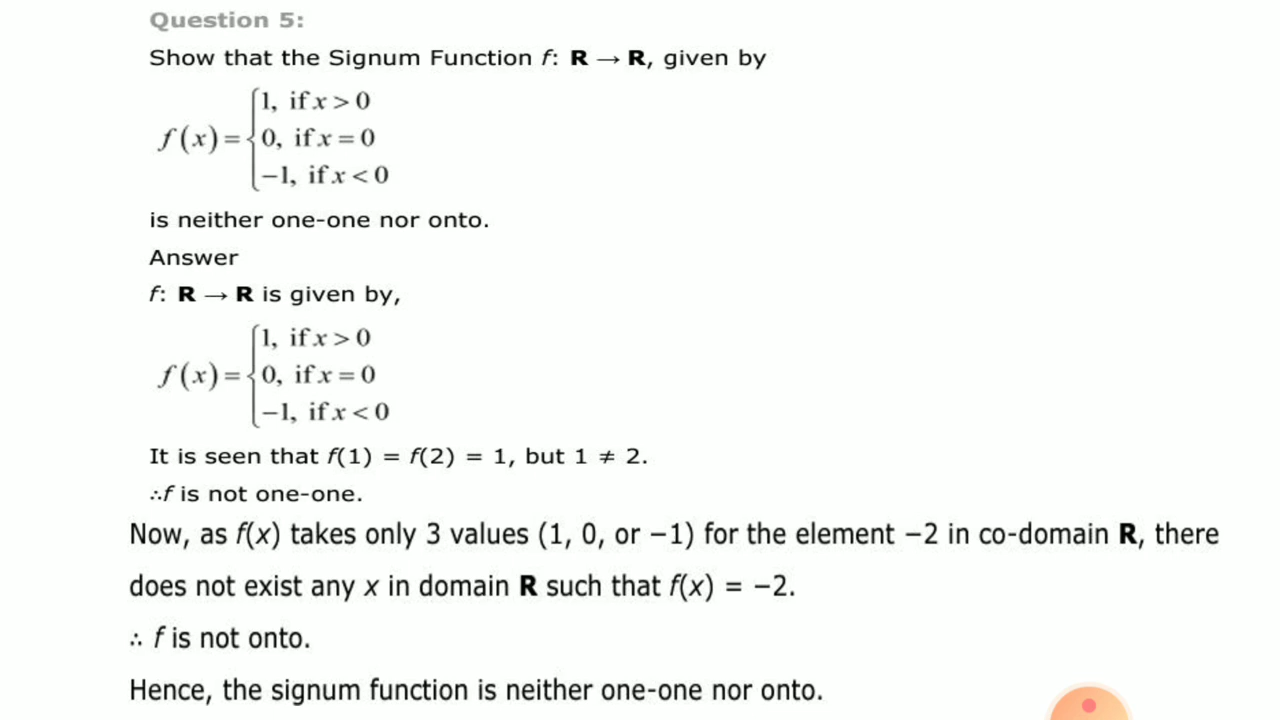 Question 5:
Show that the Signum Function f: R → R, given by
f(x) = {1, if x > 0
0, if x = 0
−1, if x < 0
is neither one-one nor onto.
Answer
f: R → R is given by,
f(x) = {1, if x > 0
0, if x = 0
−1, if x < 0
It is seen that f(1) = f(2) = 1, but 1 ≠ 2.
∴f is not one-one.
Now, as f(x) takes only 3 values (1, 0, or −1) for the element −2 in co-domain R, there
does not exist any x in domain R such that f(x) = −2.
∴ f is not onto.
Hence, the signum function is neither one-one nor onto.